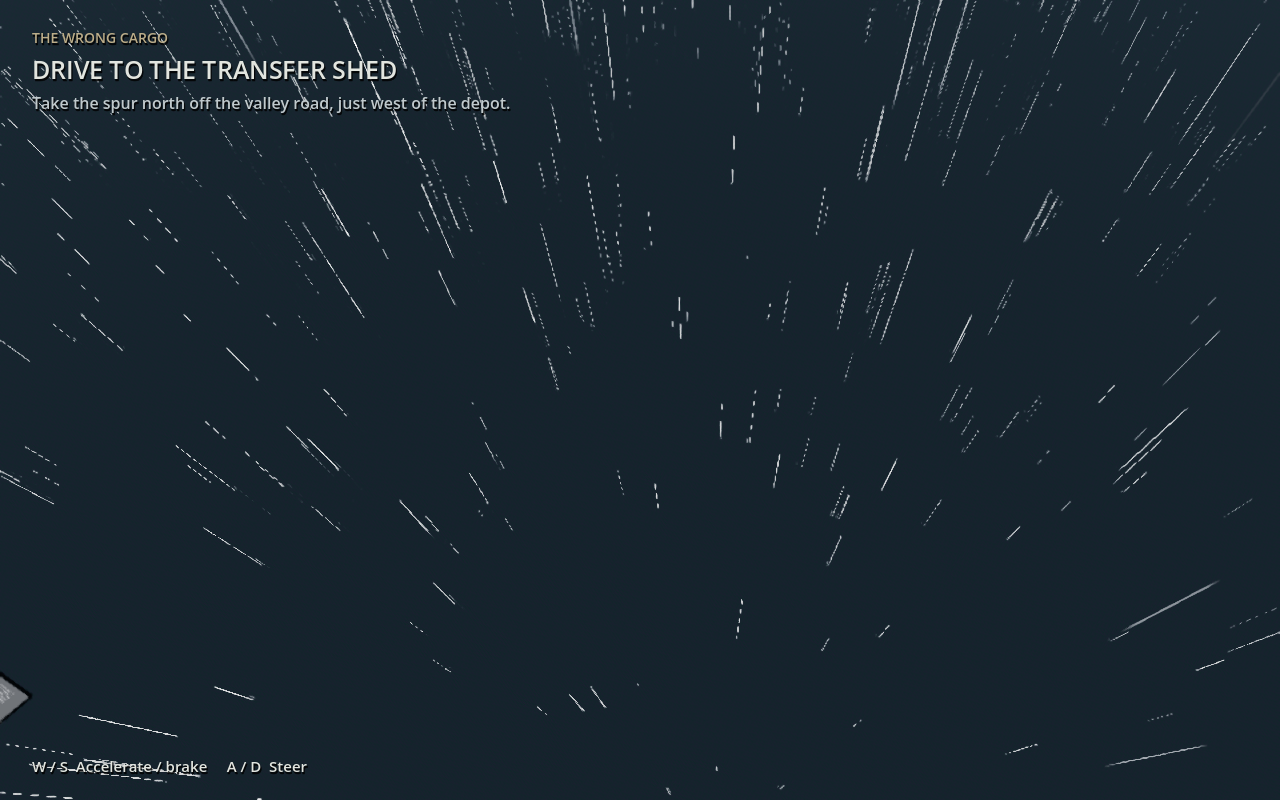 THE WRONG CARGO
DRIVE TO THE TRANSFER SHED
Take the spur north off the valley road, just west of the depot.
W / S  Accelerate / brake     A / D  Steer